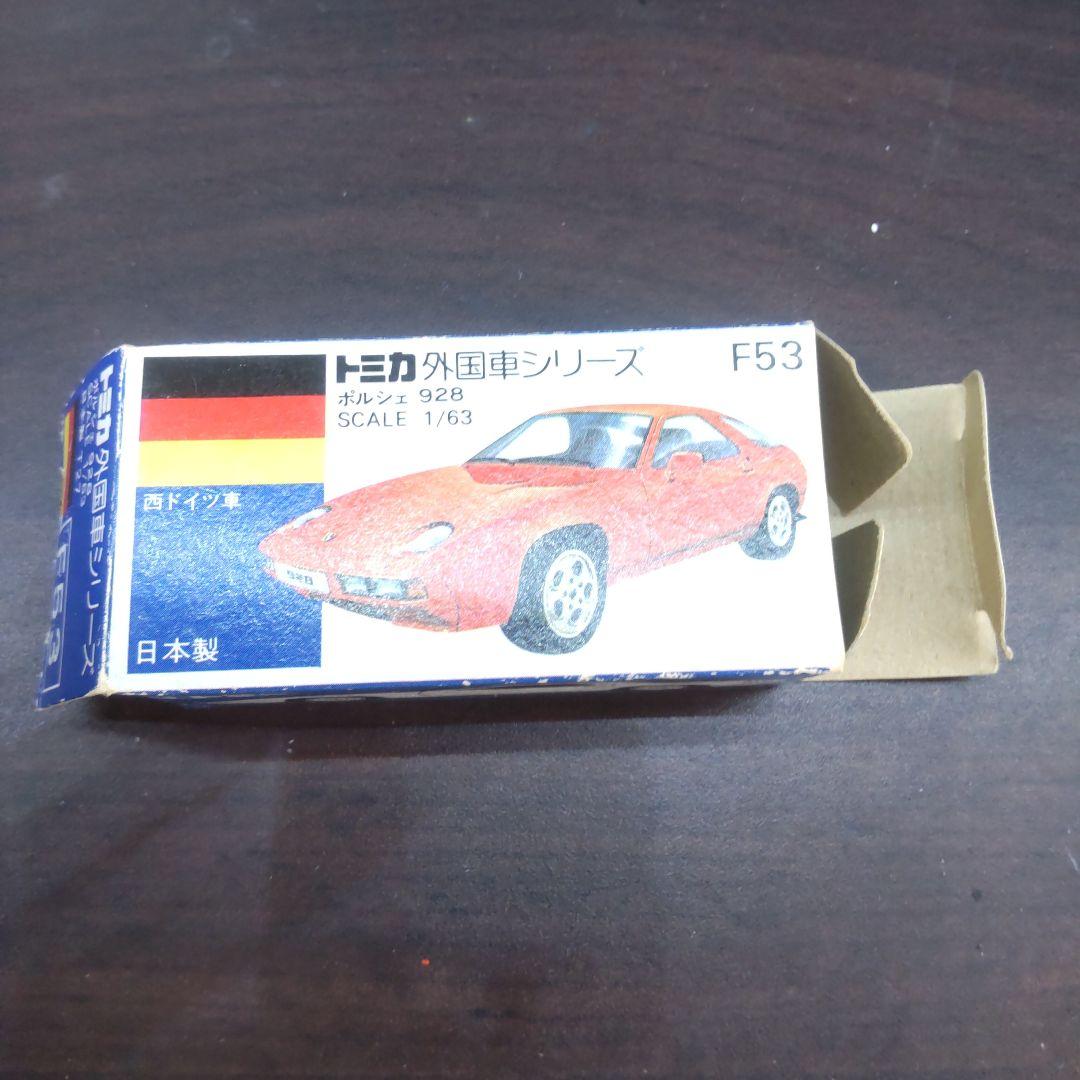 トミカ 外国車シリーズ
F53
ポルシェ 928
SCALE 1/63
西ドイツ車
日本製
トミカ 外国車シリーズ
F53